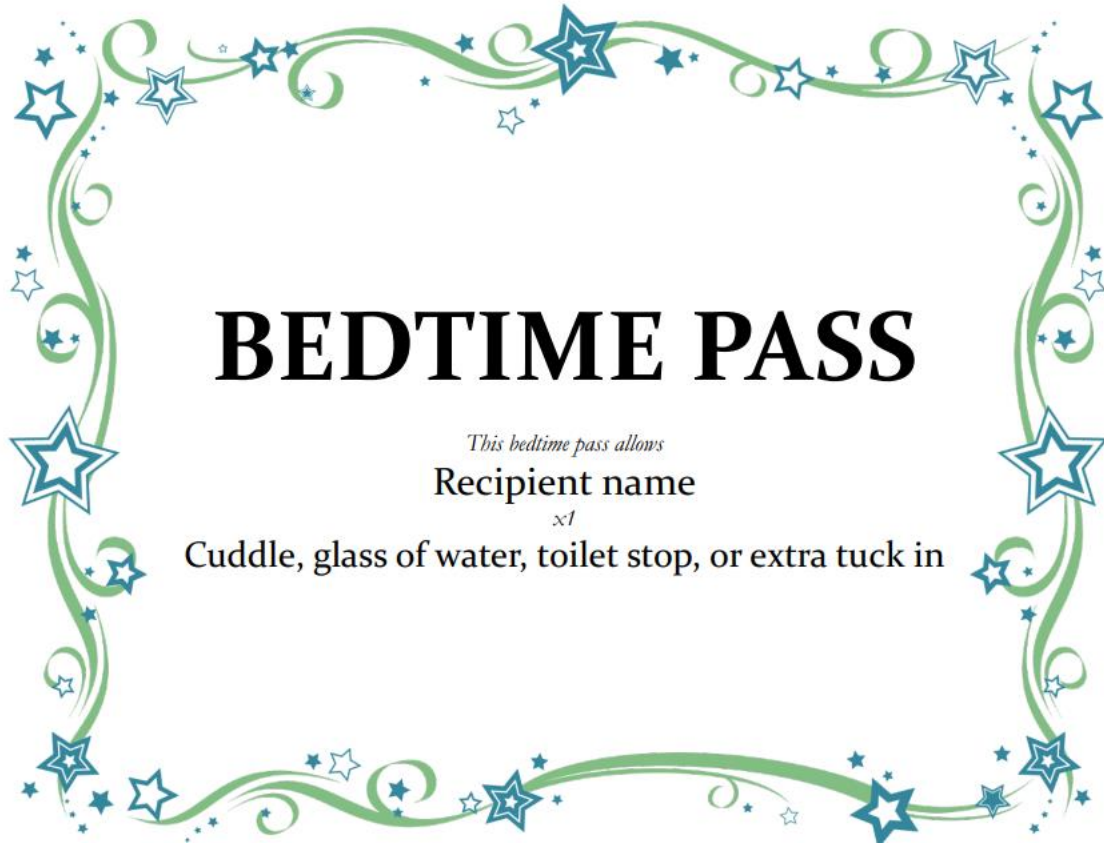 BEDTIME PASS
This bedtime pass allows
Recipient name
x1
Cuddle, glass of water, toilet stop, or extra tuck in